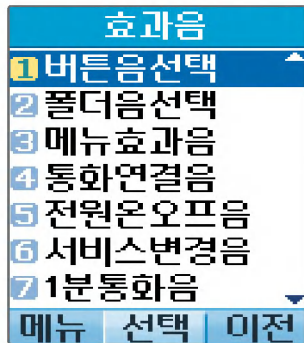 효과음
1 버튼음선택
2 폴더음선택
3 메뉴효과음
4 통화연결음
5 전원온오프음
6 서비스변경음
7 1분통화음
메뉴 선택 이전